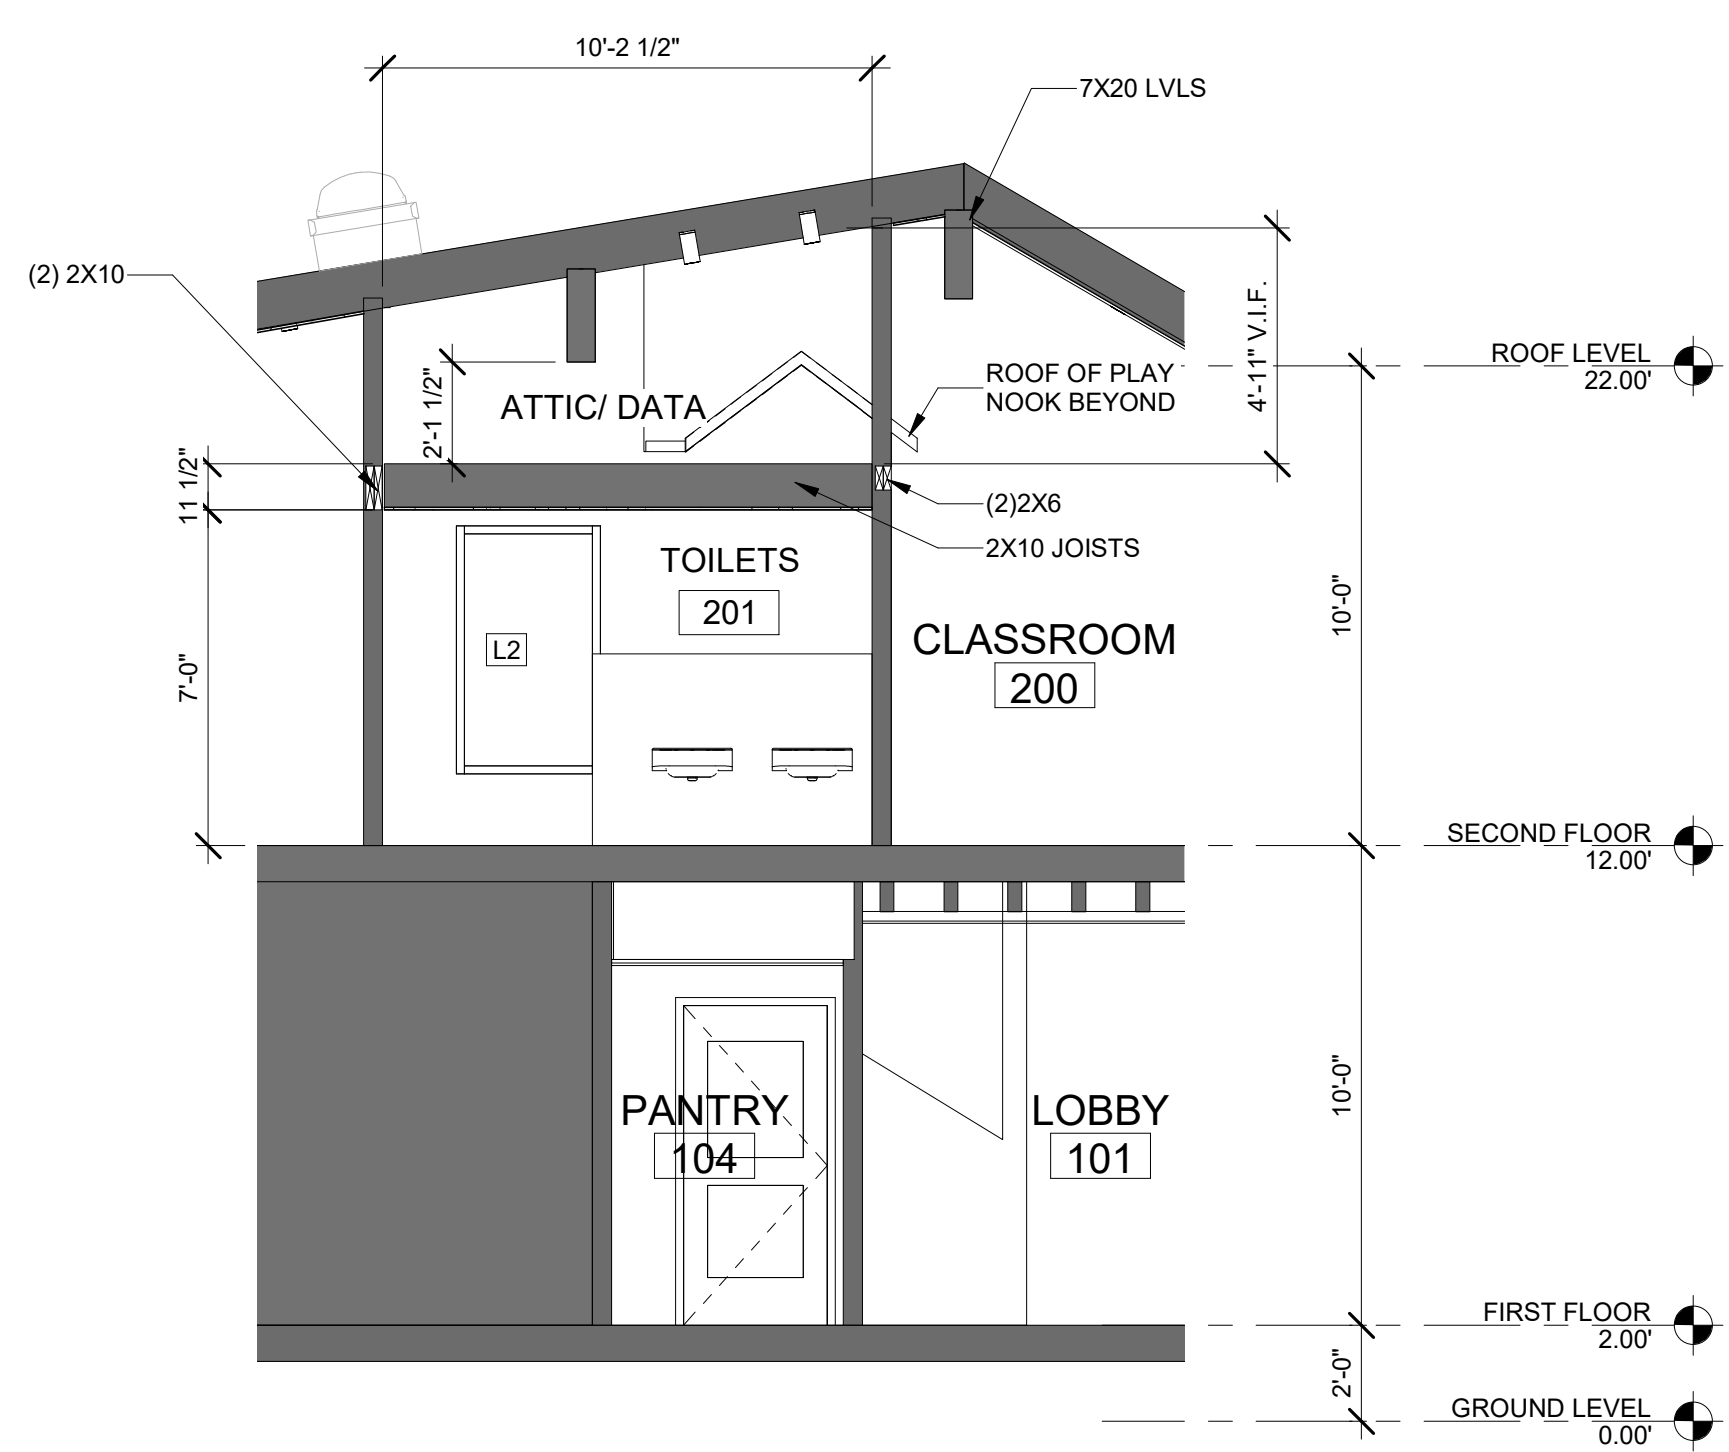 10'-2 1/2"
7X20 LVLS
(2) 2X10
4'-11" V.I.F.
ROOF LEVEL
22.00'
ROOF OF PLAY
NOOK BEYOND
2'-1 1/2"
ATTIC/ DATA
11 1/2"
(2)2X6
2X10 JOISTS
TOILETS
201
10'-0"
L2
CLASSROOM
200
7'-0"
SECOND FLOOR
12.00'
10'-0"
PANTRY
104
LOBBY
101
FIRST FLOOR
2.00'
2'-0"
GROUND LEVEL
0.00'